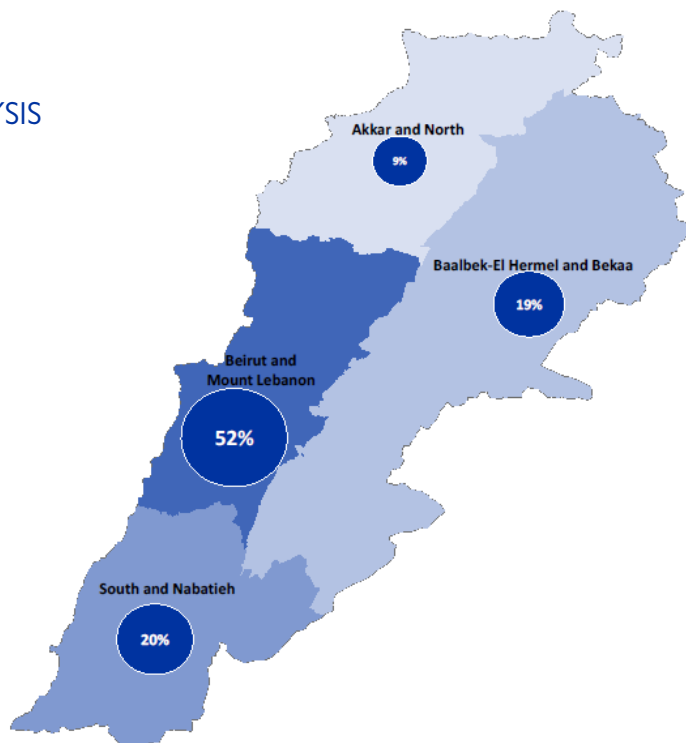 YSIS
Akkar and North
9%
Baalbek-El Hermel and Bekaa
19%
Beirut and
Mount Lebanon
52%
South and Nabatieh
20%